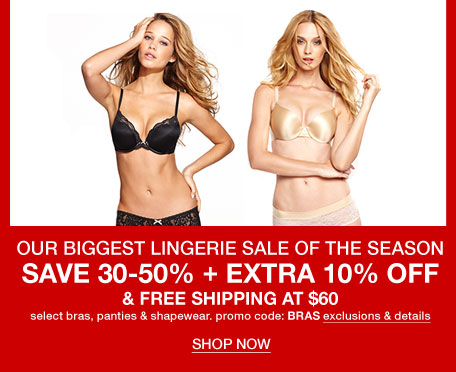 OUR BIGGEST LINGERIE SALE OF THE SEASON
SAVE 30-50% + EXTRA 10% OFF
& FREE SHIPPING AT $60
select bras, panties & shapewear. promo code: BRAS exclusions & details
SHOP NOW